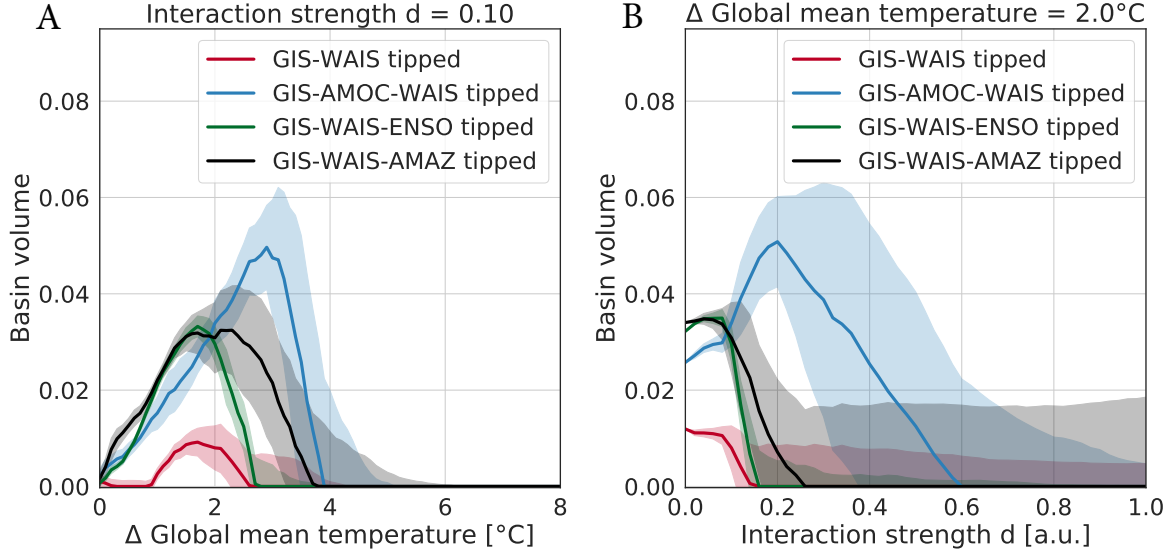 A
Interaction strength d = 0.10
GIS-WAIS tipped
GIS-AMOC-WAIS tipped
GIS-WAIS-ENSO tipped
GIS-WAIS-AMAZ tipped
Basin volume
0.08
0.06
0.04
0.02
0.00
0
2
4
6
8
Δ Global mean temperature [°C]
B
Δ Global mean temperature = 2.0°C
GIS-WAIS tipped
GIS-AMOC-WAIS tipped
GIS-WAIS-ENSO tipped
GIS-WAIS-AMAZ tipped
Basin volume
0.08
0.06
0.04
0.02
0.00
0.0
0.2
0.4
0.6
0.8
1.0
Interaction strength d [a.u.]